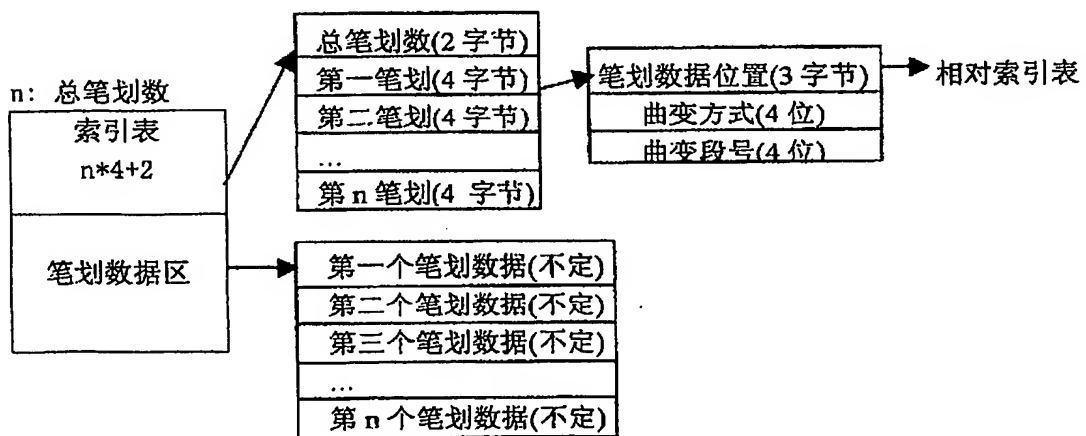 n: 总笔划数
索引表
n*4+2
笔划数据区
总笔划数(2字节)
第一笔划(4字节)
第二笔划(4字节)
...
第n笔划(4 字节)
笔划数据位置(3字节)
曲变方式(4位)
曲变段号(4位)
相对索引表
第一个笔划数据(不定)
第二个笔划数据(不定)
第三个笔划数据(不定)
...
第n个笔划数据(不定)